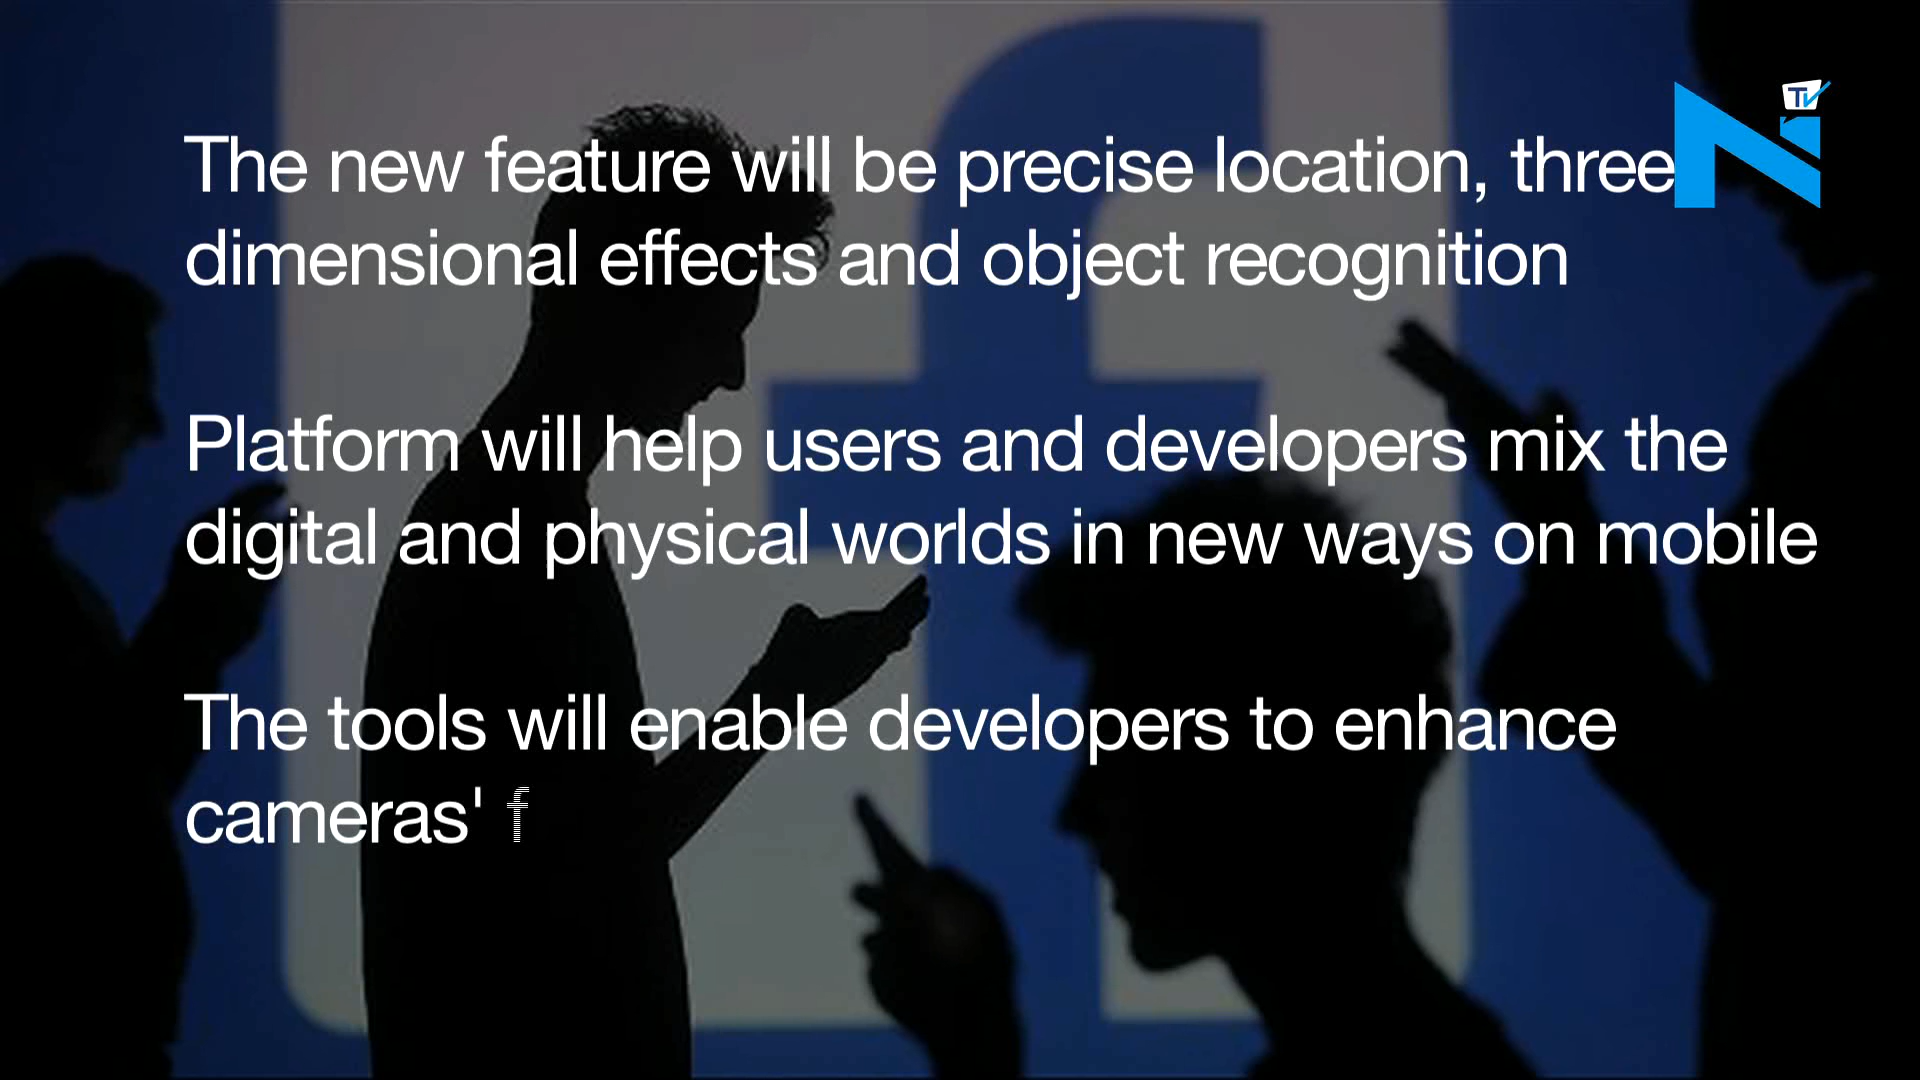 The new feature will be precise location, three
dimensional effects and object recognition
Platform will help users and developers mix the
digital and physical worlds in new ways on mobile
The tools will enable developers to enhance
cameras' f
TV
N